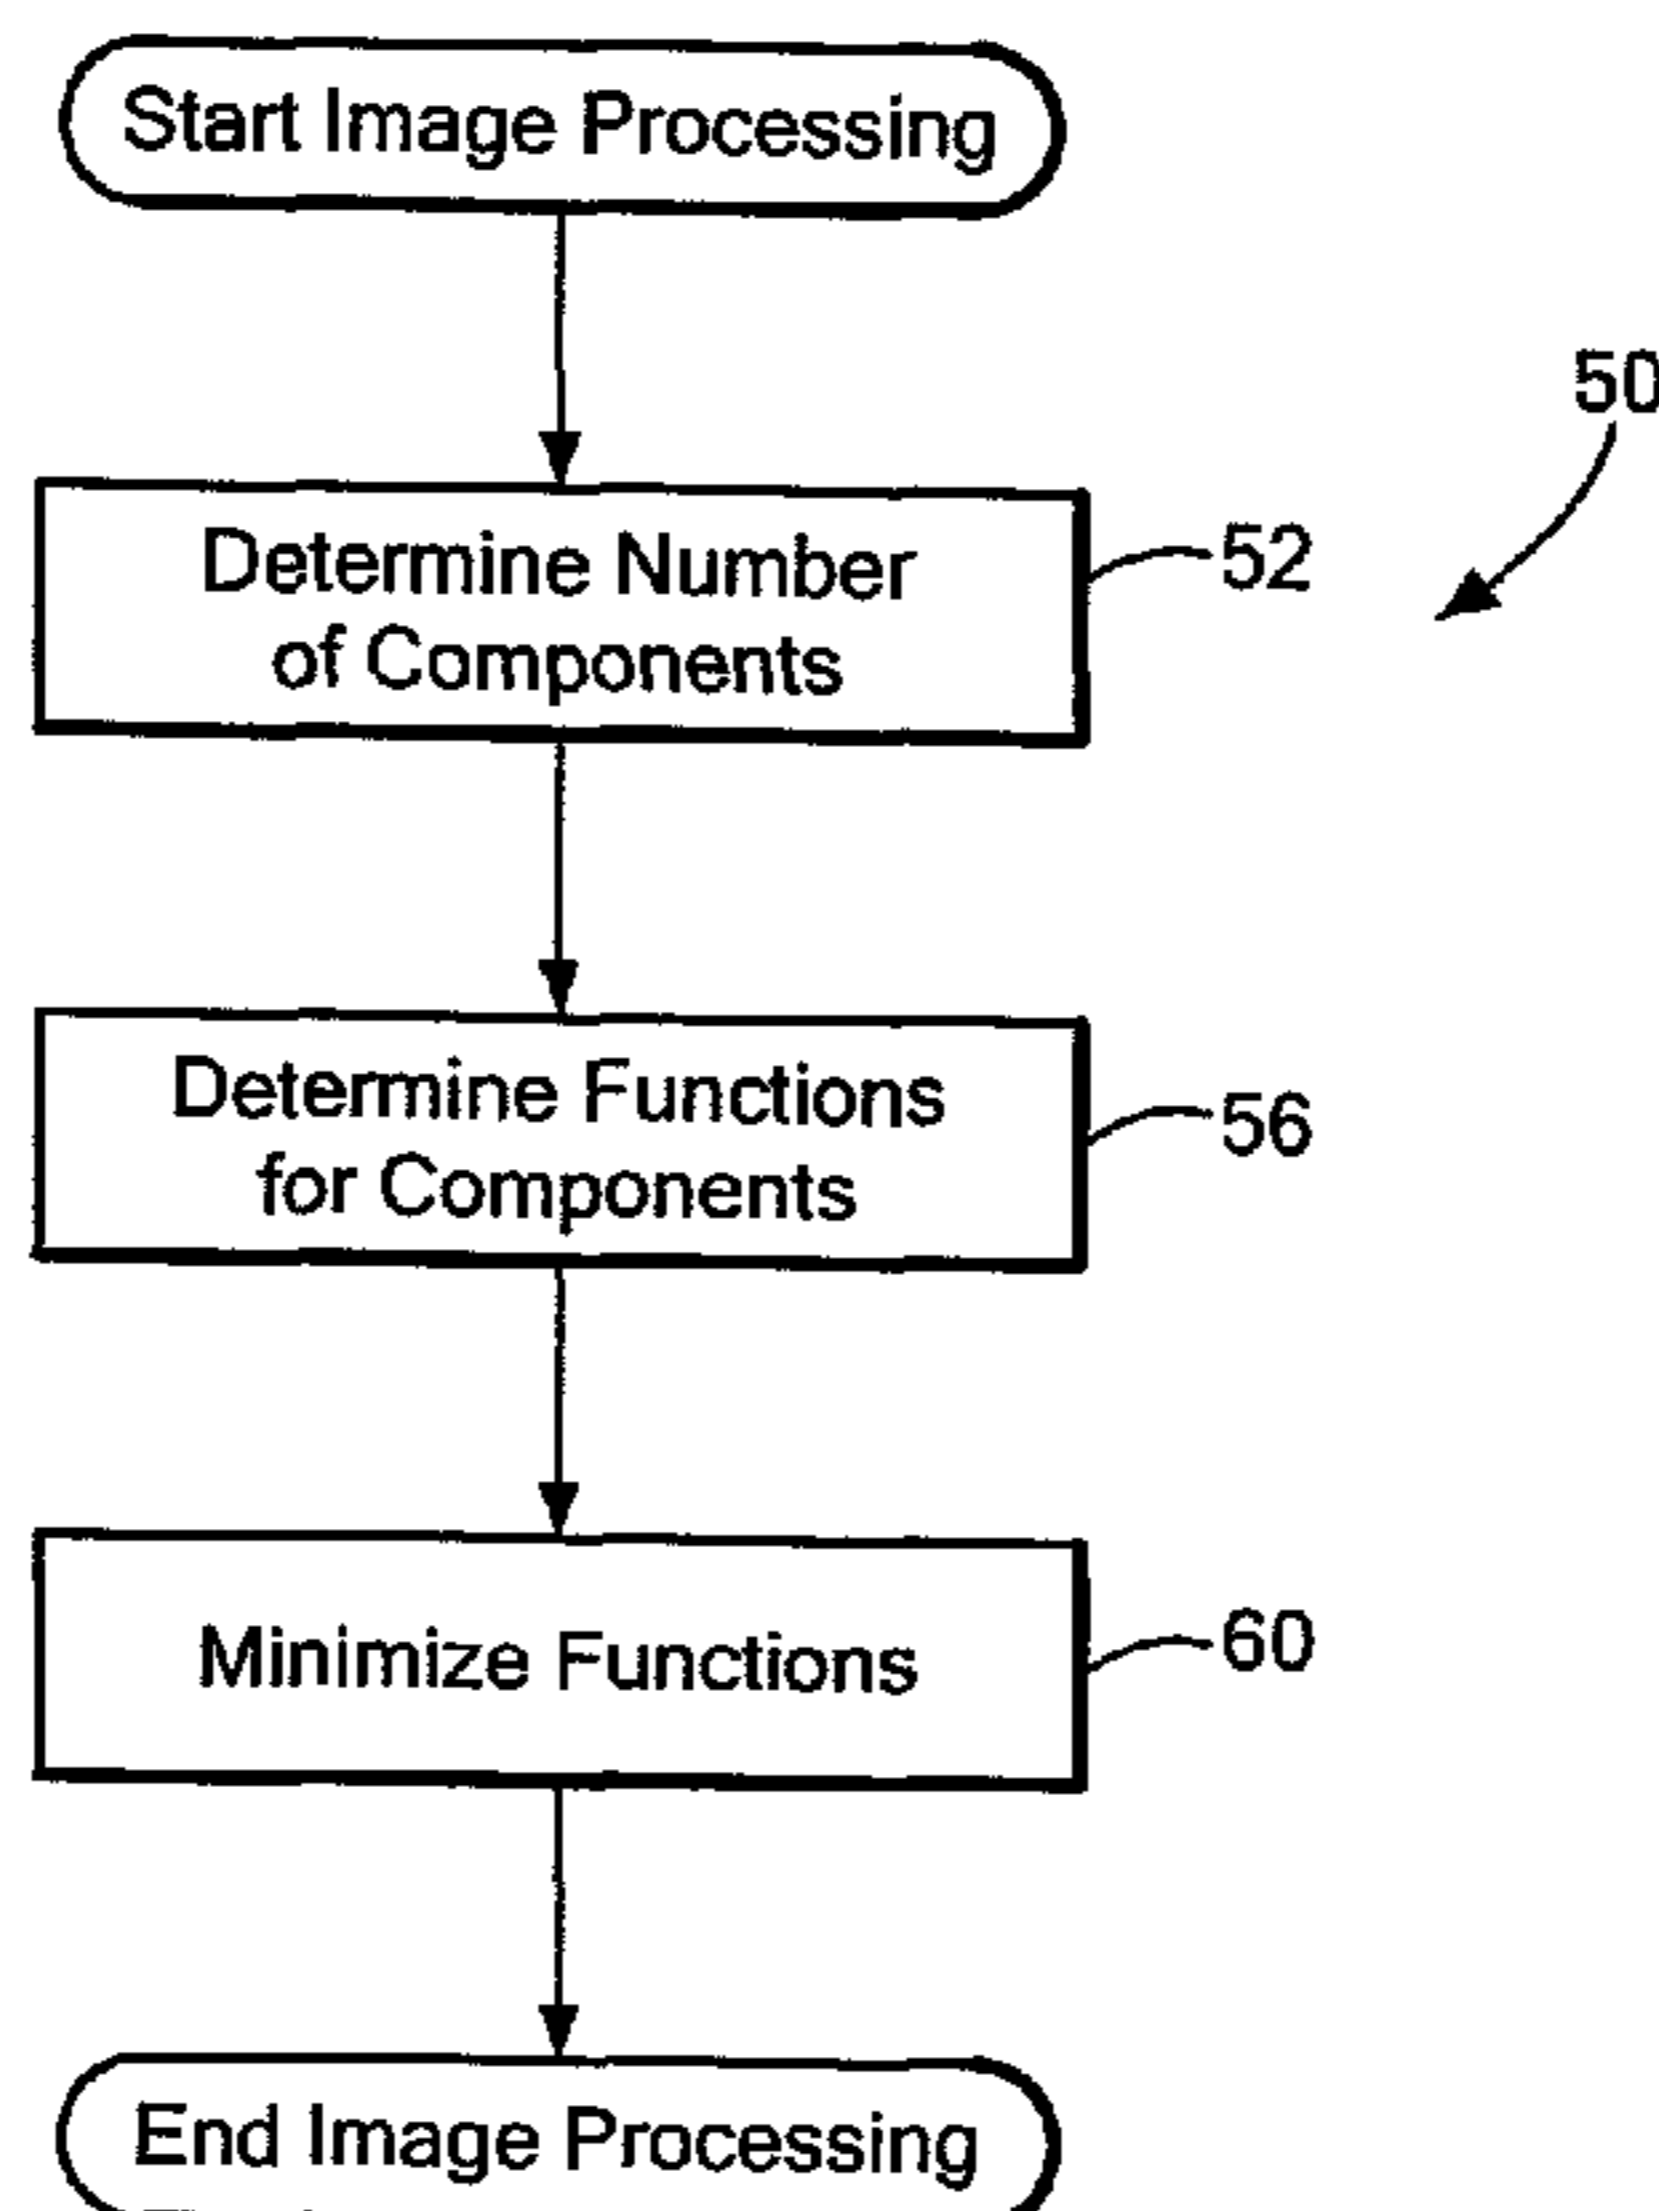 Start Image Processing
50
Determine Number
of Components
52
Determine Functions
for Components
56
Minimize Functions
60
End Image Processing